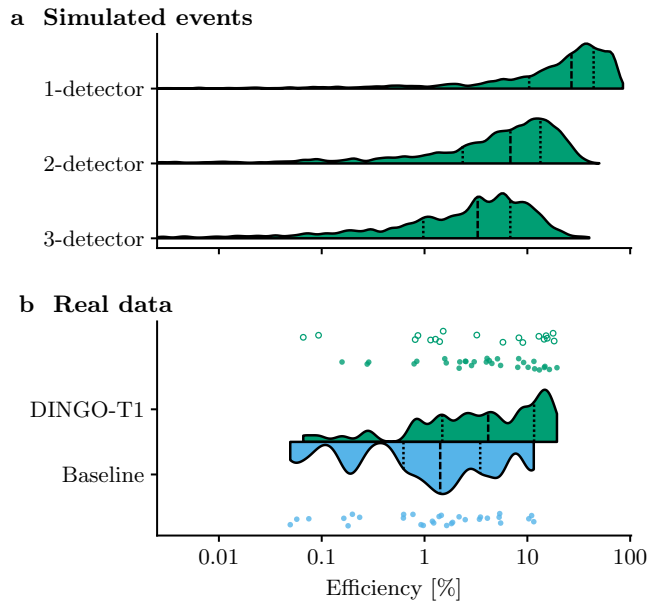 a Simulated events
1-detector
2-detector
3-detector
b Real data
DINGO-T1
Baseline
0.01 0.1 1 10 100
Efficiency [%]